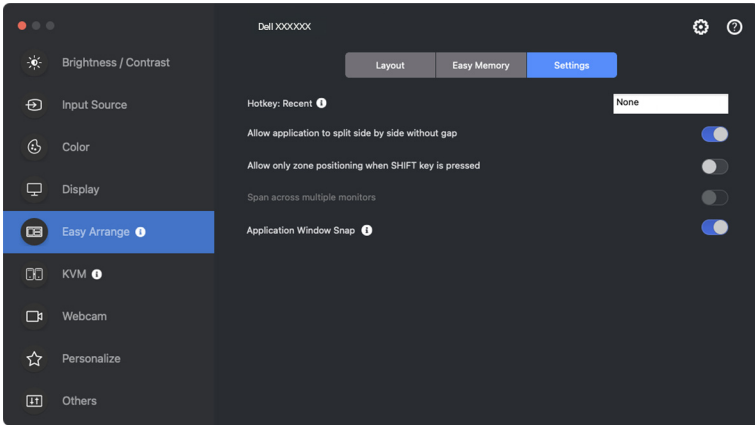 Dell XXXXXX
Brightness / Contrast
Input Source
Color
Display
Easy Arrange
KVM
Webcam
Personalize
Others
Layout
Easy Memory
Settings
Hotkey: Recent
None
Allow application to split side by side without gap
Allow only zone positioning when SHIFT key is pressed
Span across multiple monitors
Application Window Snap